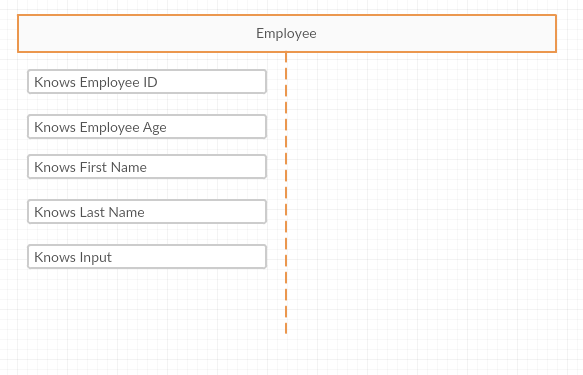 Employee
Knows Employee ID
Knows Employee Age
Knows First Name
Knows Last Name
Knows Input